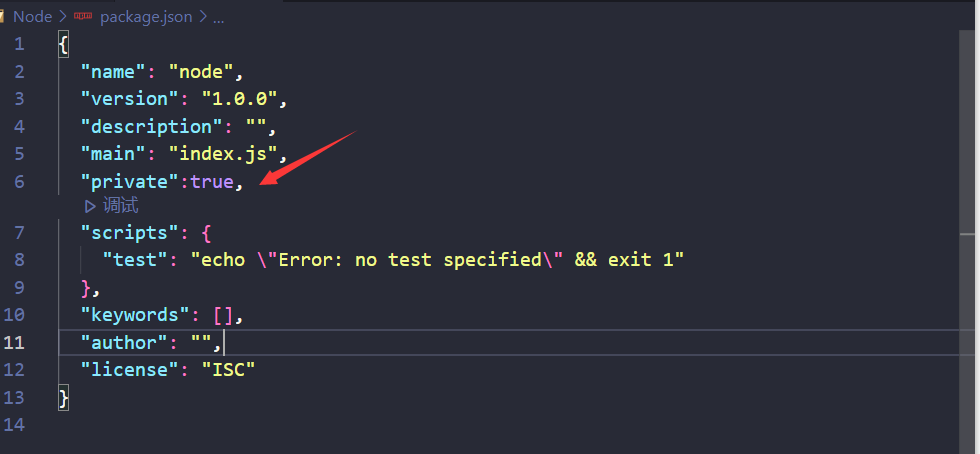 Node > package.json > ...
1 {
2 "name": "node",
3 "version": "1.0.0",
4 "description": "",
5 "main": "index.js",
6 "private":true,
调试
7 "scripts": {
8 "test": "echo \"Error: no test specified\" && exit 1"
9 },
10 "keywords": [],
11 "author": "",
12 "license": "ISC"
13 }
14